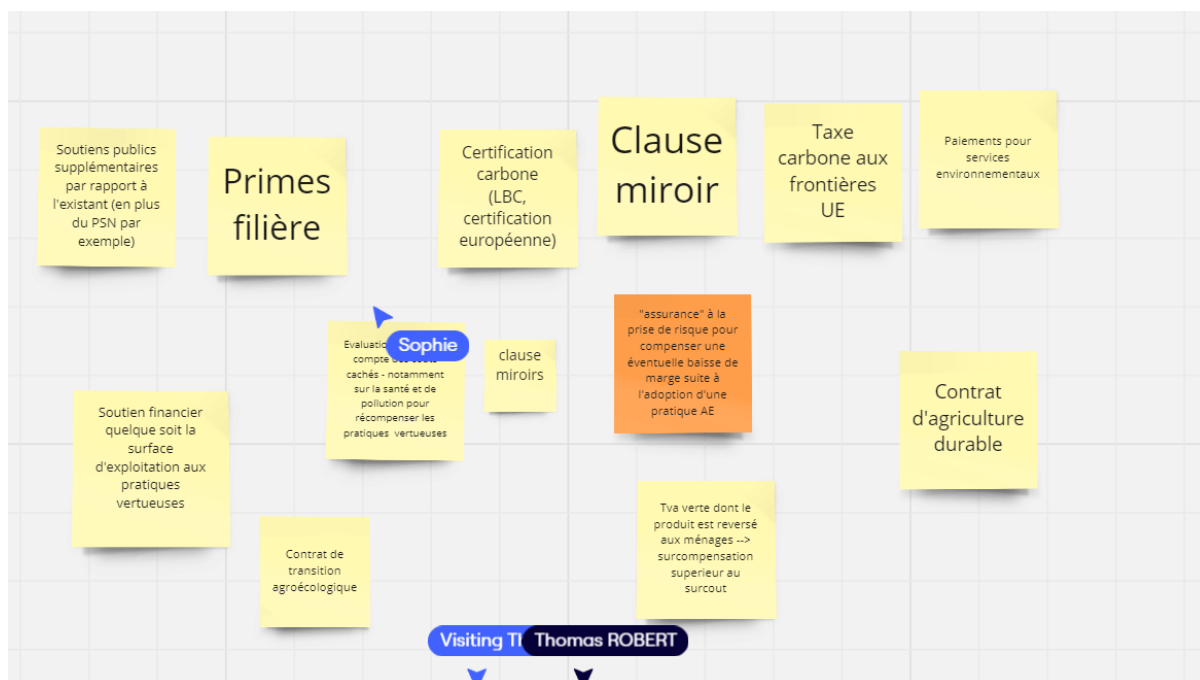 Soutiens publics
supplémentaires
par rapport à
l'existant (en plus
du PSN par
exemple)
Primes
filière
Certification
carbone
(LBC,
certification
européenne)
Clause
miroir
Taxe
carbone aux
frontières
UE
Paiements pour
services
environnementaux
Sophie
compte
cachés - notamment
sur la santé et de
pollution pour
récompenser les
pratiques vertueuses
clause
miroirs
"assurance" à la
prise de risque pour
compenser une
éventuelle baisse de
marge suite à
l'adoption d'une
pratique AE
Contrat
d'agriculture
durable
Soutien financier
quelque soit la
surface
d'exploitation aux
pratiques
vertueuses
Contrat de
transition
agroécologique
Tva verte dont le
produit est reversé
aux ménages -->
surcompensation
superieur au
surcout
Visiting
Thomas ROBERT